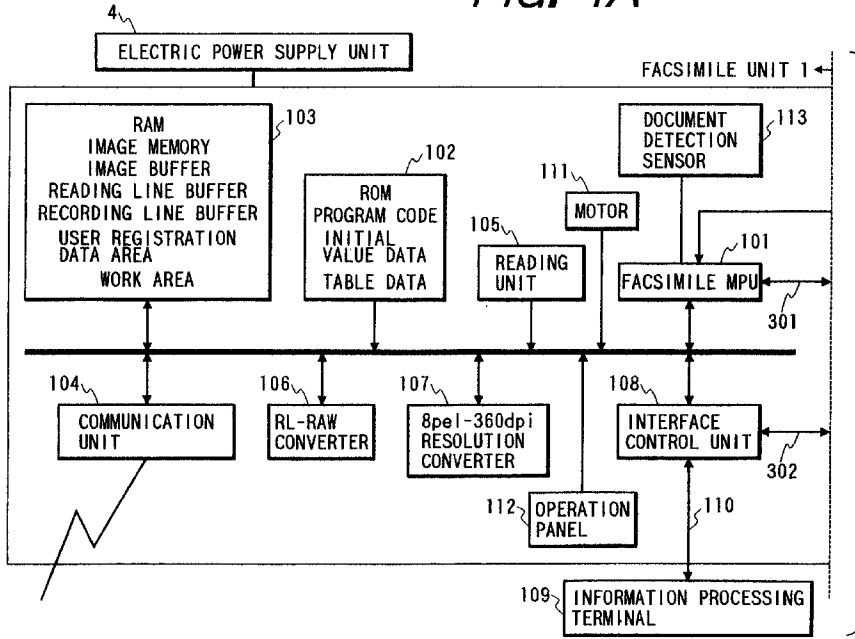 FIG. 1A
4
ELECTRIC POWER SUPPLY UNIT
FACSIMILE UNIT 1
103
RAM
IMAGE MEMORY
IMAGE BUFFER
READING LINE BUFFER
RECORDING LINE BUFFER
USER REGISTRATION
DATA AREA
WORK AREA
102
ROM
PROGRAM CODE
INITIAL
VALUE DATA
TABLE DATA
105
READING
UNIT
111
MOTOR
DOCUMENT
DETECTION
SENSOR
113
101
FACSIMILE MPU
301
104
COMMUNICATION
UNIT
106
RL-RAW
CONVERTER
107
8pel-360dpi
RESOLUTION
CONVERTER
108
INTERFACE
CONTROL UNIT
302
112
OPERATION
PANEL
110
109
INFORMATION PROCESSING
TERMINAL